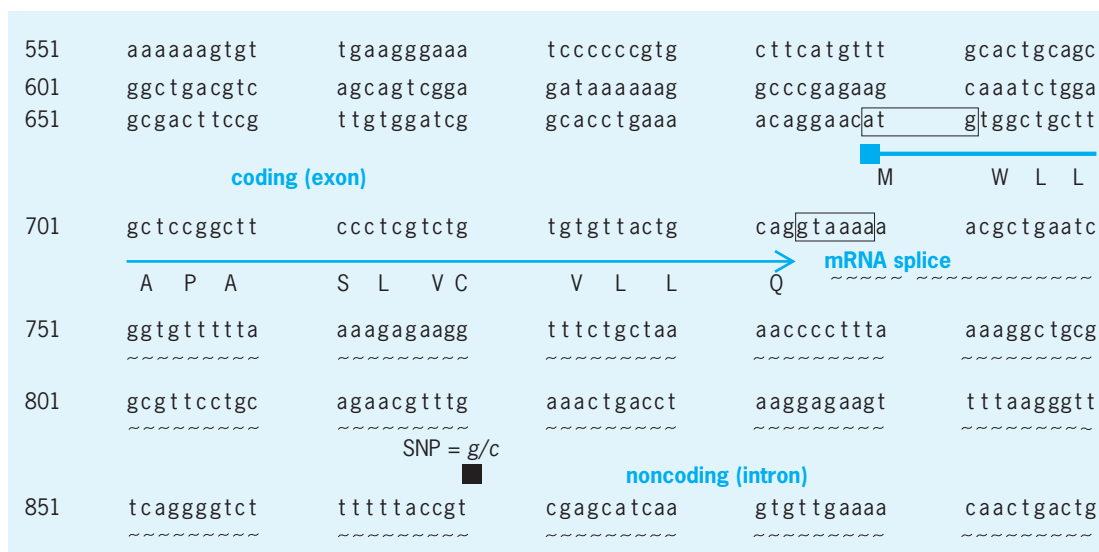 551 aaaaaagtgt tgaagggaaa tcccccccgtg cttcatgttt gcactgcagc
601 ggctgacgtc agcagtcgga gataaaaaag gcccgagaag caaatctgga
651 gcgacttccg ttgtggatcg gcacctgaaa acaggaacat gtggctgctt
coding (exon) M W L L
701 gctccggctt ccctcgtctg tgtgttactg caggtaaaaa acgctgaatc
mRNA splice
A P A S L V C V L L Q ~~~~~ ~~~~~~~~~~~~
751 ggtgttttta aaagagaagg tttctgctaa aacccccttta aaaggctgcg
~~~~~~~~~ ~~~~~~~~~ ~~~~~~~~~ ~~~~~~~~~ ~~~~~~~~~
801 gcgttcctgc agaacgtttg aaactgacct aaggagaagt tttaagggtt
~~~~~~~~~ ~~~~~~~~~ ~~~~~~~~~ ~~~~~~~~~ ~~~~~~~~~
SNP = g/c
noncoding (intron)
851 tcaggggtct tttttaccgt cgagcatcaa gtgttgaaaa caactgactg
~~~~~~~~~ ~~~~~~~~~ ~~~~~~~~~ ~~~~~~~~~ ~~~~~~~~~